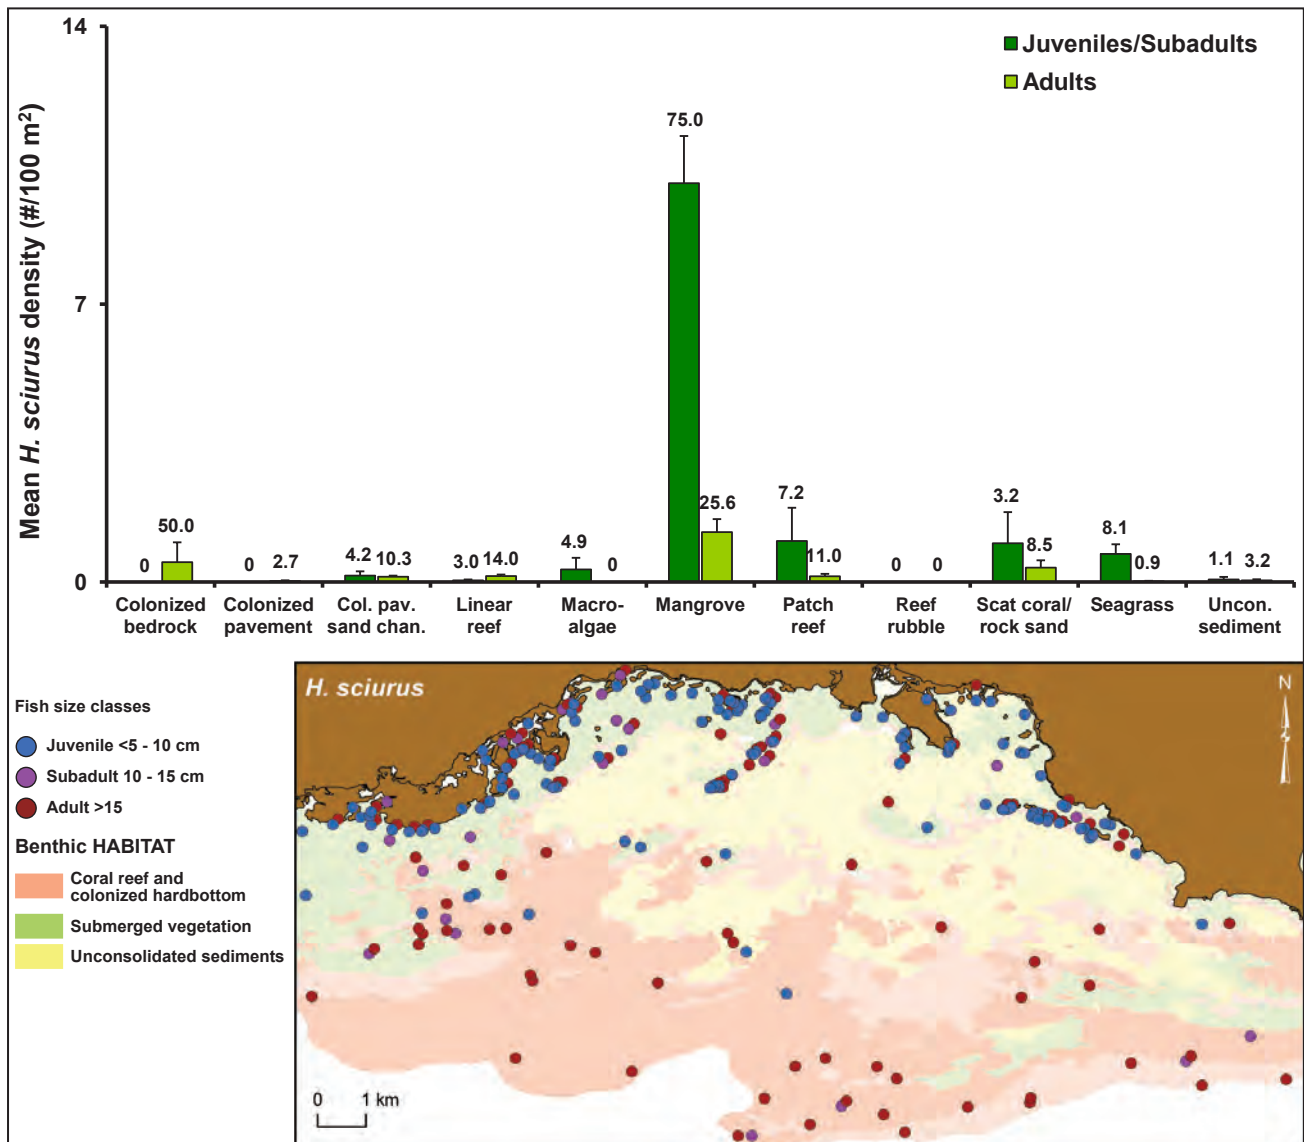 14
7
0
Mean H. sciurus density (#/100 m²)
Juveniles/Subadults
Adults
0 50.0
0 2.7
4.2 10.3
3.0 14.0
4.9 0
75.0 25.6
7.2 11.0
0 0
3.2 8.5
8.1 0.9
1.1 3.2
Colonized
bedrock
Colonized
pavement
Col. pav.
sand chan.
Linear
reef
Macro-
algae
Mangrove
Patch
reef
Reef
rubble
Scat coral/
rock sand
Seagrass
Uncon.
sediment
Fish size classes
Juvenile <5 - 10 cm
Subadult 10 - 15 cm
Adult >15
Benthic HABITAT
Coral reef and
colonized hardbottom
Submerged vegetation
Unconsolidated sediments
H. sciurus
N
0 1 km